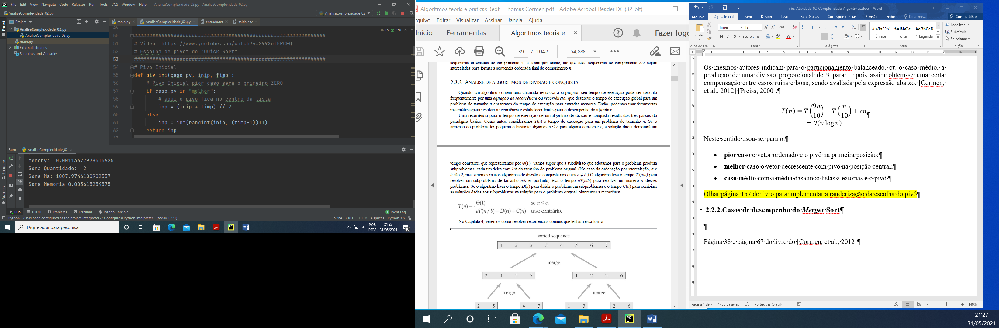 File Edit View Navigate Code Refactor Run Tools VCS Window Help AnaliseComplexidade_02.py - AnaliseComplexidade_02.py
AnaliseComplexidade_02.py
AnaliseComplexidade_02
Project
main.py
AnaliseComplexidade_02.py
entrada.txt
saida.csv
Project
AnaliseComplexidade_02.py
AnaliseComplexidade_02.py
main.py
External Libraries
Scratches and Consoles
16 250
49
50 ###############################################################
51 # Video: https://www.youtube.com/watch?v=S99XufEPCFQ
52 # Escolha de pivot do "Quick Sort"
53 ###############################################################
54 # Pivo Inicial
55 def piv_ini(caso_pv, inip, fimp):
56 # Pivo Inicial pior caso será o primeiro ZERO
57 if caso_pv in "melhor":
58 # aqui o pivo fica no centro da lista
59 inp = (inip + fimp) // 2
60 else:
61 inp = int(randint(inip, (fimp-1))+1)
62 return inp
63
Run: AnaliseComplexidade_02
memory: 0.00113677978515625
Soma Quantidade: 2
Soma Ms: 1007.9746100902557
Soma Memoria 0.005615234375
Structure
Favorites
Run TODO Problems Terminal Python Console Event Log
Python 3.8 has been configured as the project interpreter // Configure a Python interpreter... (today 19:31) 53:64 CRLF UTF-8 4 spaces Python 3.8
Digite aqui para pesquisar
POR
PTB2
21:27
31/05/2021
10
Algoritmos teoria e praticas 3edt - Thomas Cormen.pdf - Adobe Acrobat Reader DC (32-bit)
rquivo Editar Visualizar Assinar Janela Ajuda
Início Ferramentas Algoritmos teoria e... Fazer logo
39 / 1042 54,8%
sequências ordenadas de comprimento 4, e assim por diante, até que duas sequências de comprimento n/2 sejam
intercaladas para formar a sequência ordenada final de comprimento n.
2.3.2 ANÁLISE DE ALGORITMOS DE DIVISÃO E CONQUISTA
Quando um algoritmo contém uma chamada recursiva a si próprio, seu tempo de execução pode ser descrito
frequentemente por uma equação de recorrência ou recorrência, que descreve o tempo de execução global para um
problema de tamanho n em termos do tempo de execução para entradas menores. Então, podemos usar ferramentas
matemáticas para resolver a recorrência e estabelecer limites para o desempenho do algoritmo.
Uma recorrência para o tempo de execução de um algoritmo de divisão e conquista resulta dos três passos do
paradigma básico. Como antes, consideramos T(n) o tempo de execução para um problema de tamanho n. Se o
tamanho do problema for pequeno o bastante, digamos n ≤ c para alguma constante c, a solução direta demorará um
tempo constante, que representamos por Θ(1). Vamos supor que a subdivisão que adotamos para o problema produza
subproblemas, cada um deles com 1/b do tamanho do problema original. (No caso da ordenação por intercalação, a e
b são 2, mas veremos muitos algoritmos de divisão e conquista nos quais a ≠ b.) O algoritmo leva o tempo T (n/b) para
resolver um subproblema de tamanho n/b e, portanto, leva o tempo aT(n/b) para resolver um número a desses
problemas. Se o algoritmo levar o tempo D(n) para dividir o problema em subproblemas e o tempo C(n) para combinar
as soluções dadas aos subproblemas na solução para o problema original, obteremos a recorrência
T(n) = { Θ(1) se n ≤ c.
aT(n / b) + D(n) + C(n) caso contrário.
No Capítulo 4, veremos como resolver recorrências comuns que tenham essa forma.
sorted sequence
1 2 2 3 4 5 6 7
merge
2 4 5 7 1 2 3 6
merge merge
2 5 4 7 1 3 2 6
sbc_Atividade_02_Complexidade_Algoritmos.docx - Word
Arquivo Página Inicial Inserir Design Layout Referências Correspondências Revisão Exibir Diga-me... Compartilhar
Colar
Times 12
N I S abc x₂ x²
AaBbCcI AaBbCcI AaBbCcD
Ênfase Forte ¶ Legenda
Localizar
Substituir
Selecionar
Área de Tra... Fonte Parágrafo Estilo Edição
Os mesmos autores indicam para o particionamento balanceado, ou o caso médio, a
produção de uma divisão proporcional de 9 para 1, pois assim obtem-se uma certa
compensação entre casos ruins e bons, sendo avaliada pela expressão abaixo. [Cormen,
et al., 2012] [Preiss, 2000].¶
T(n) = T(9n/10) + T(n/10) + cn¶
= θ(n log n)
Neste sentido usou-se, para o:¶
● → pior caso o vetor ordenado e o pivô na primeira posição;¶
● → melhor caso o vetor decrescente com pivô na posição central;¶
● → caso médio com a média das cinco listas aleatórias e o pivô ¶
Olhar página 157 do livro para implementar a randerização da escolha do pivô¶
2.2.2.Casos de desempenho do Merger Sort¶
¶
Página 38 e página 67 do livro do [Cormen, et al., 2012]¶
Página 4 de 7 1436 palavras Português (Brasil) 140%
21:27
31/05/2021